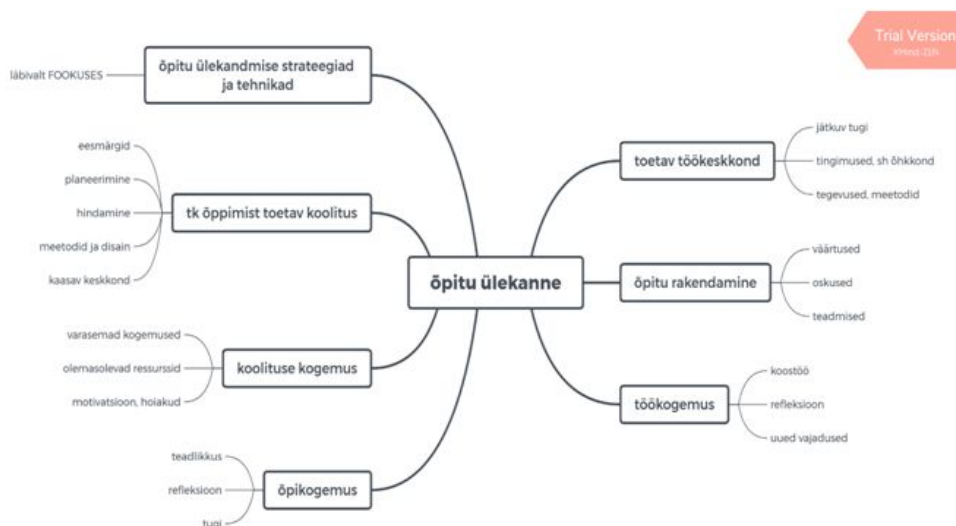 Trial Version
õpitu ülekandmise strateegiad
ja tehnikad
läbivalt FOOKUSES
tk õppimist toetav koolitus
eesmärgid
planeerimine
hindamine
meetodid ja disain
kaasav keskkond
koolituse kogemus
varasemad kogemused
olemasolevad ressurssid
motivatsioon, hoiakud
õpikogemus
teadlikkus
refleksioon
tugi
õpitu ülekanne
toetav töökeskkond
jätkuv tugi
tingimused, sh õhkkond
tegevused, meetodid
õpitu rakendamine
väärtused
oskused
teadmised
töökogemus
koostöö
refleksioon
uued vajadused